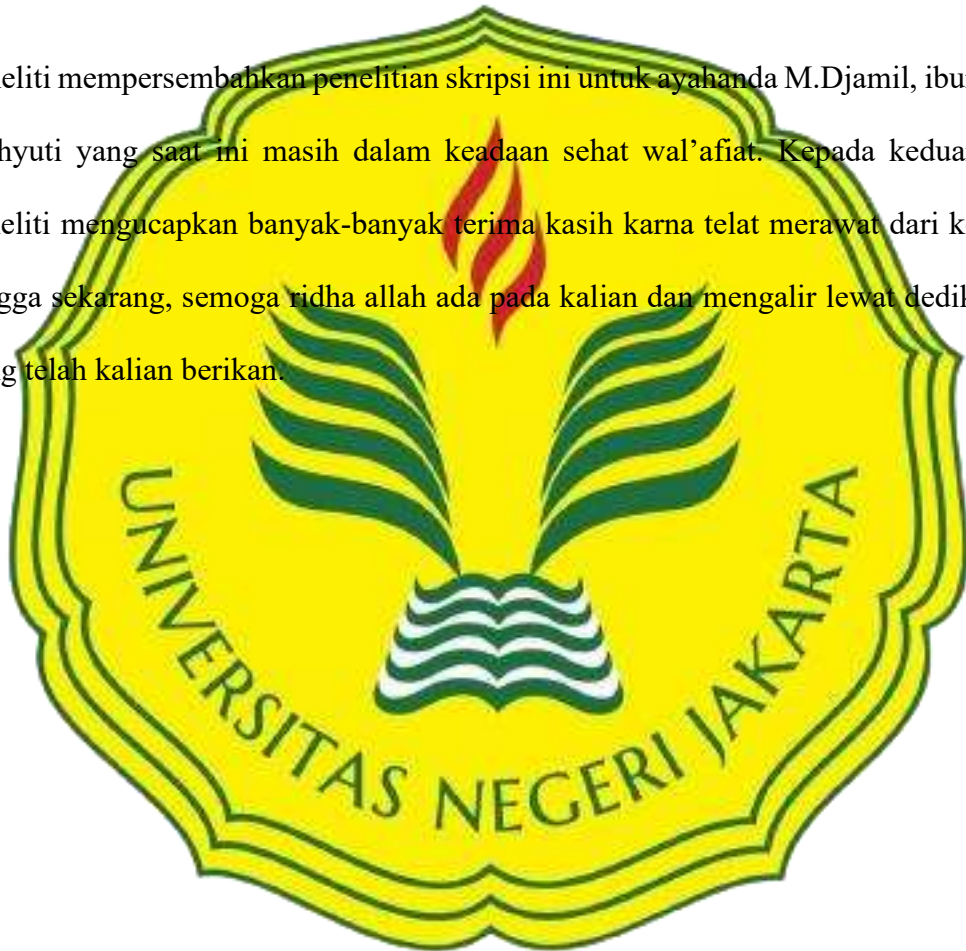 eliti mempersembahkan penelitian skripsi ini untuk ayahanda M.Djamil, ibu
hyuti yang saat ini masih dalam keadaan sehat wal’afiat. Kepada kedua
eliti mengucapkan banyak-banyak terima kasih karna telat merawat dari k
gga sekarang, semoga ridha allah ada pada kalian dan mengalir lewat dedik
g telah kalian berikan.
UNIVERSITAS NEGERI JAKARTA